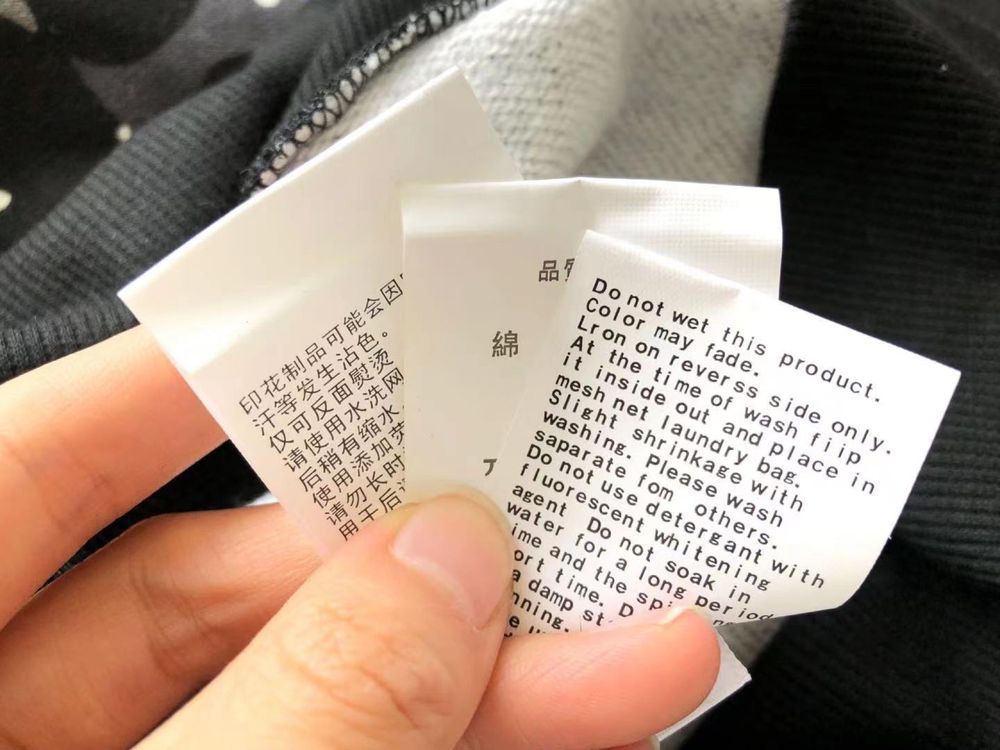 印花制品可能会因
汗等发生沾色。
仅可反面熨烫
请使用水洗网
后稍有缩水
使用添加荧
请勿长时
用干后
品質
綿
Do not wet this product.
Color may fade.
Lron on reverss side only.
At the time of wash fiip
it inside out and place in
mesh net laundry bag.
Slight shrinkage with
washing. Please wash
saparate fom others.
Do not use detergant with
fluorescent whitening
agent Do not soak in
water for a long period
ime and the spi
ort time. D
a damp st
nning.